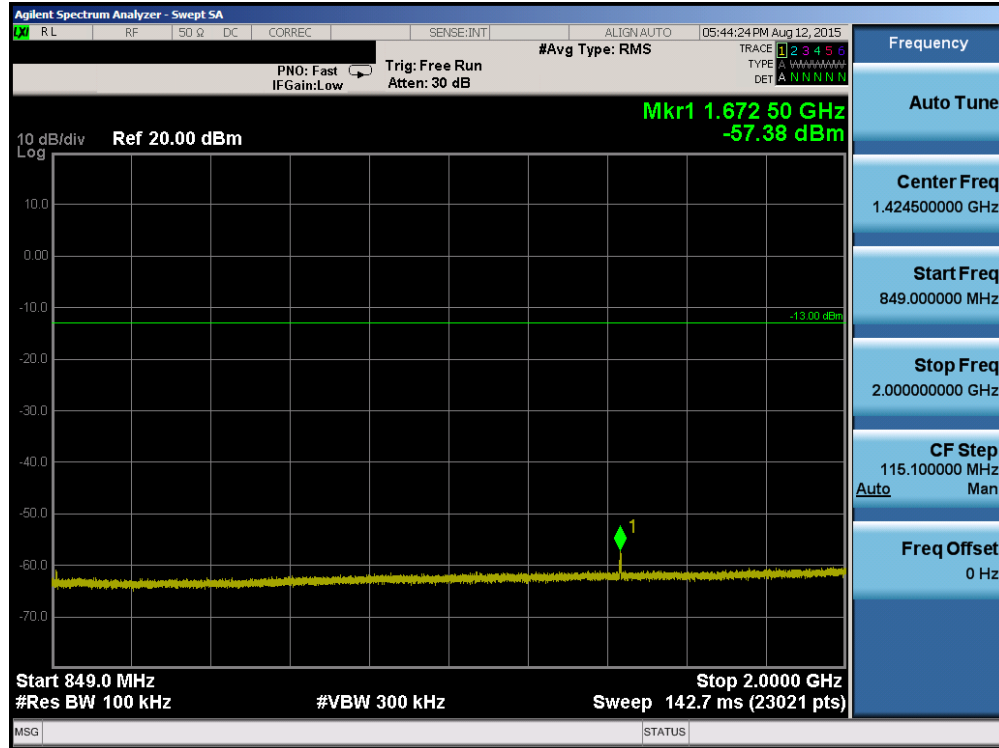 Agilent Spectrum Analyzer - Swept SA
LXI RL RF 50 Ω DC CORREC SENSE:INT ALIGN AUTO 05:44:24 PM Aug 12, 2015
#Avg Type: RMS
TRACE 1 2 3 4 5 6
PNO: Fast Trig: Free Run
TYPE A WWWWW
IFGain:Low Atten: 30 dB
DET A N N N N N
Mkr1 1.672 50 GHz
-57.38 dBm
10 dB/div Ref 20.00 dBm
Log
10.0
0.00
-10.0
-13.00 dBm
-20.0
-30.0
-40.0
-50.0
1
-60.0
-70.0
Start 849.0 MHz Stop 2.0000 GHz
#Res BW 100 kHz #VBW 300 kHz Sweep 142.7 ms (23021 pts)
MSG STATUS
Frequency
Auto Tune
Center Freq
1.424500000 GHz
Start Freq
849.000000 MHz
Stop Freq
2.000000000 GHz
CF Step
115.100000 MHz
Auto Man
Freq Offset
0 Hz